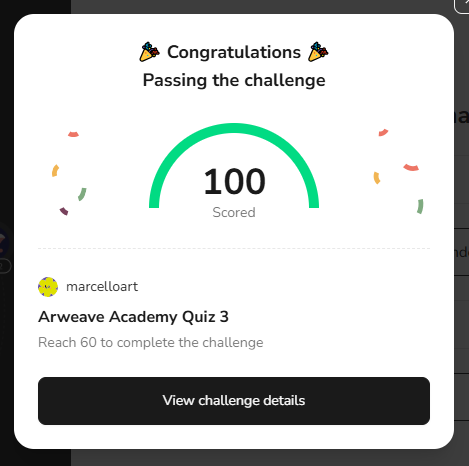 Congratulations
Passing the challenge
100
Scored
marcelloart
Arweave Academy Quiz 3
Reach 60 to complete the challenge
View challenge details